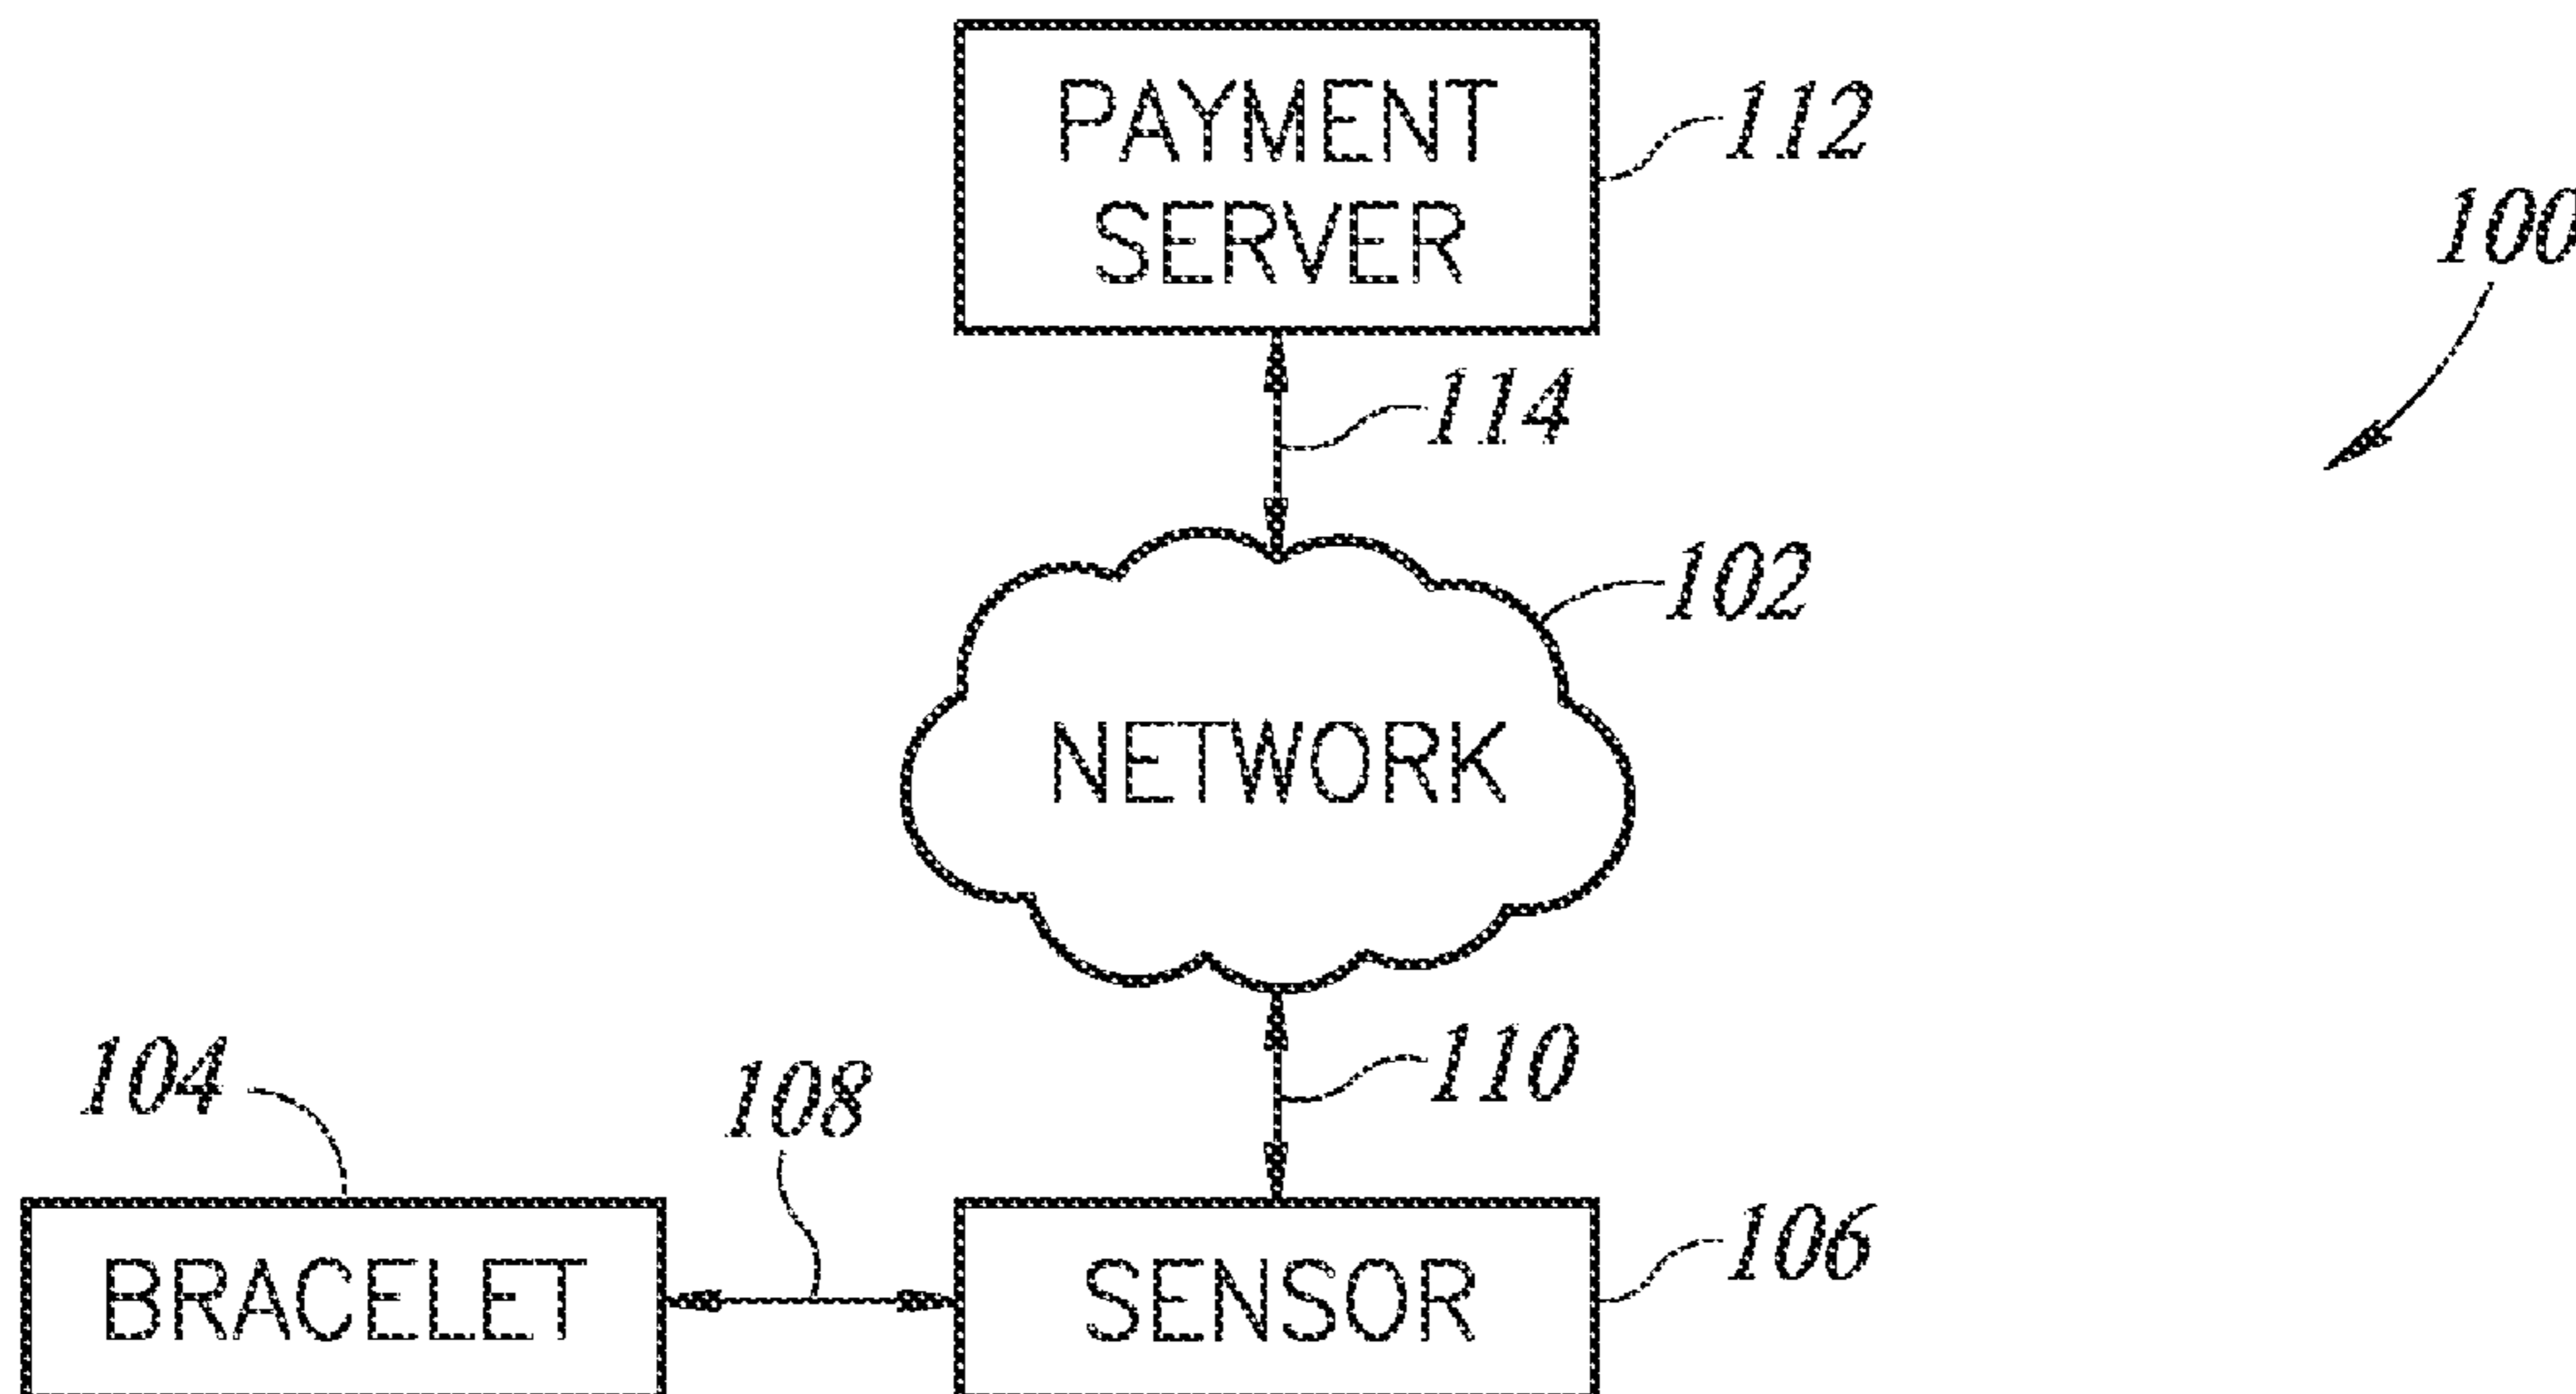 PAYMENT
SERVER
112
100
114
102
NETWORK
104
108
110
BRACELET
SENSOR
106